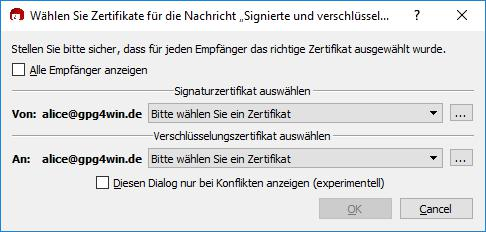 Wählen Sie Zertifikate für die Nachricht „Signierte und verschlüssel...
Stellen Sie bitte sicher, dass für jeden Empfänger das richtige Zertifikat ausgewählt wurde.
Alle Empfänger anzeigen
Signaturzertifikat auswählen
Von: alice@gpg4win.de Bitte wählen Sie ein Zertifikat ...
Verschlüsselungszertifikat auswählen
An: alice@gpg4win.de Bitte wählen Sie ein Zertifikat ...
Diesen Dialog nur bei Konflikten anzeigen (experimentell)
OK Cancel